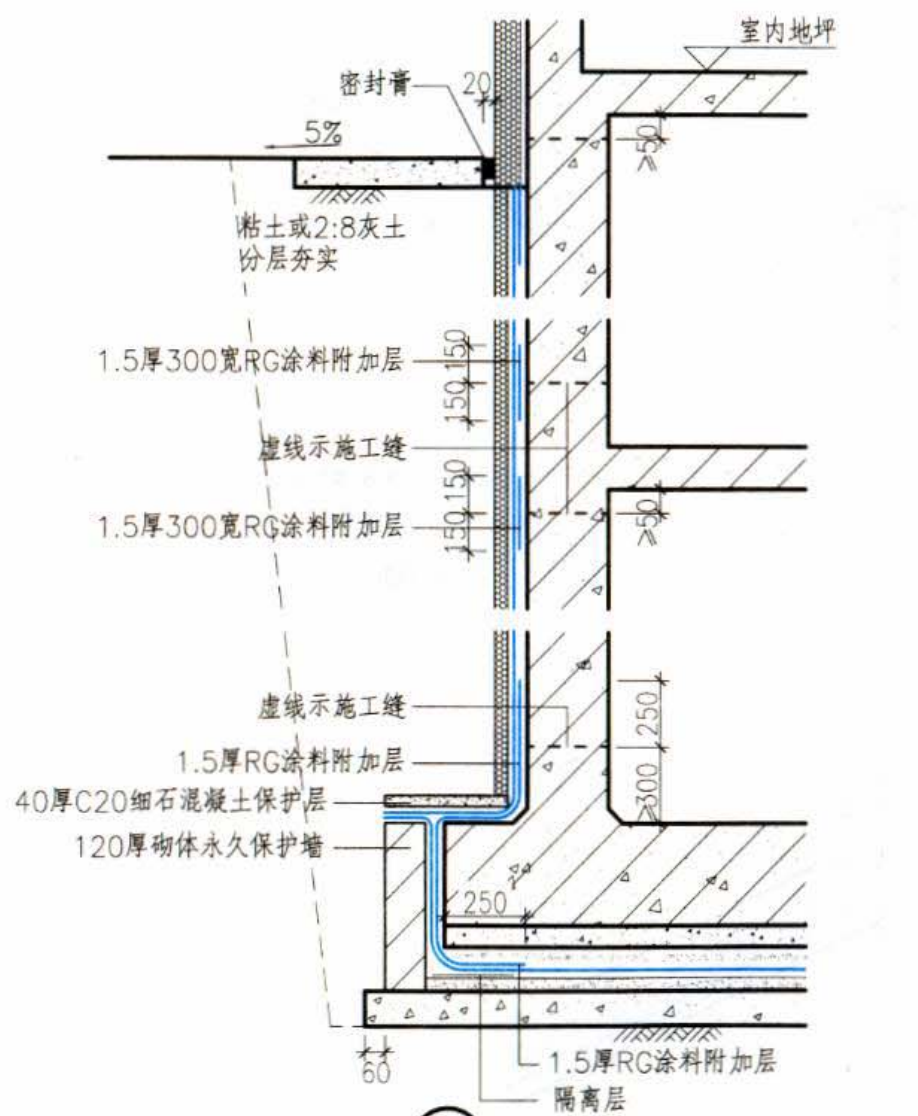 室内地坪
密封膏
20
5%
≥50
粘土或2:8灰土
分层夯实
1.5厚300宽RG涂料附加层
150
150
虚线示施工缝
150
1.5厚300宽RG涂料附加层
150
≥50
虚线示施工缝
250
1.5厚RG涂料附加层
40厚C20细石混凝土保护层
≥300
120厚砌体永久保护墙
250
60
1.5厚RG涂料附加层
隔离层